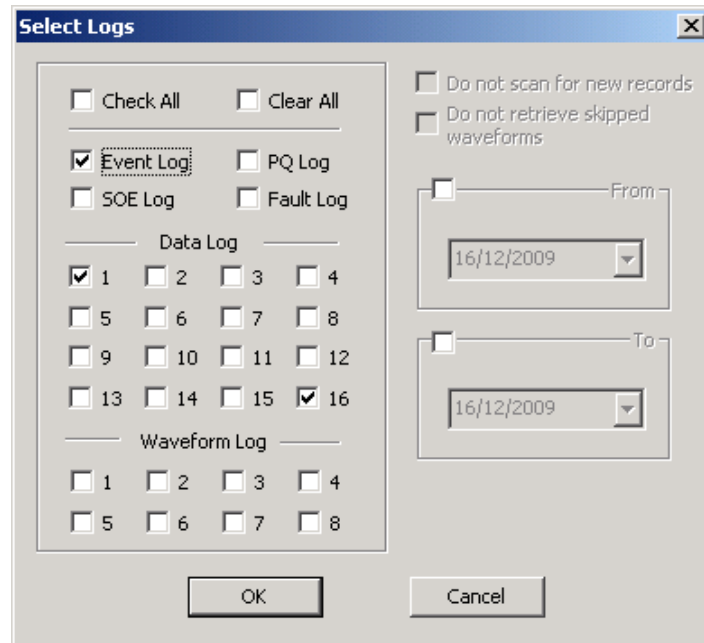 Select Logs
Check All Clear All
Event Log PQ Log
SOE Log Fault Log
Data Log
1 2 3 4
5 6 7 8
9 10 11 12
13 14 15 16
Waveform Log
1 2 3 4
5 6 7 8
Do not scan for new records
Do not retrieve skipped
waveforms
From
16/12/2009
To
16/12/2009
OK Cancel